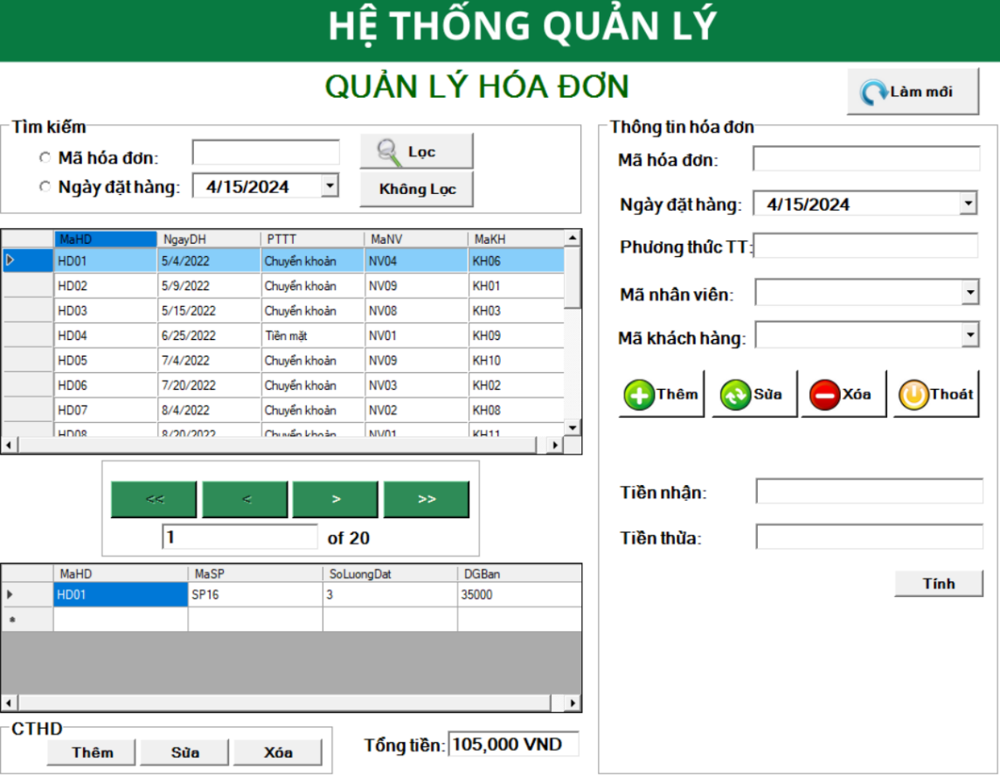 HỆ THỐNG QUẢN LÝ
QUẢN LÝ HÓA ĐƠN
Làm mới
Tìm kiếm
Mã hóa đơn:
Lọc
Ngày đặt hàng: 4/15/2024
Không Lọc
MaHD NgayDH PTTT MaNV MaKH
HD01 5/4/2022 Chuyển khoản NV04 KH06
HD02 5/9/2022 Chuyển khoản NV09 KH01
HD03 5/15/2022 Chuyển khoản NV08 KH03
HD04 6/25/2022 Tiền mặt NV01 KH09
HD05 7/4/2022 Chuyển khoản NV09 KH10
HD06 7/20/2022 Chuyển khoản NV03 KH02
HD07 8/4/2022 Chuyển khoản NV02 KH08
HD08 8/20/2022 Chuyển khoản NV01 KH11
<< < > >>
1 of 20
MaHD MaSP SoLuongDat DGBan
HD01 SP16 3 35000
CTHD
Thêm Sửa Xóa
Tổng tiền: 105,000 VND
Thông tin hóa đơn
Mã hóa đơn:
Ngày đặt hàng: 4/15/2024
Phương thức TT:
Mã nhân viên:
Mã khách hàng:
Thêm Sửa Xóa Thoát
Tiền nhận:
Tiền thừa:
Tính